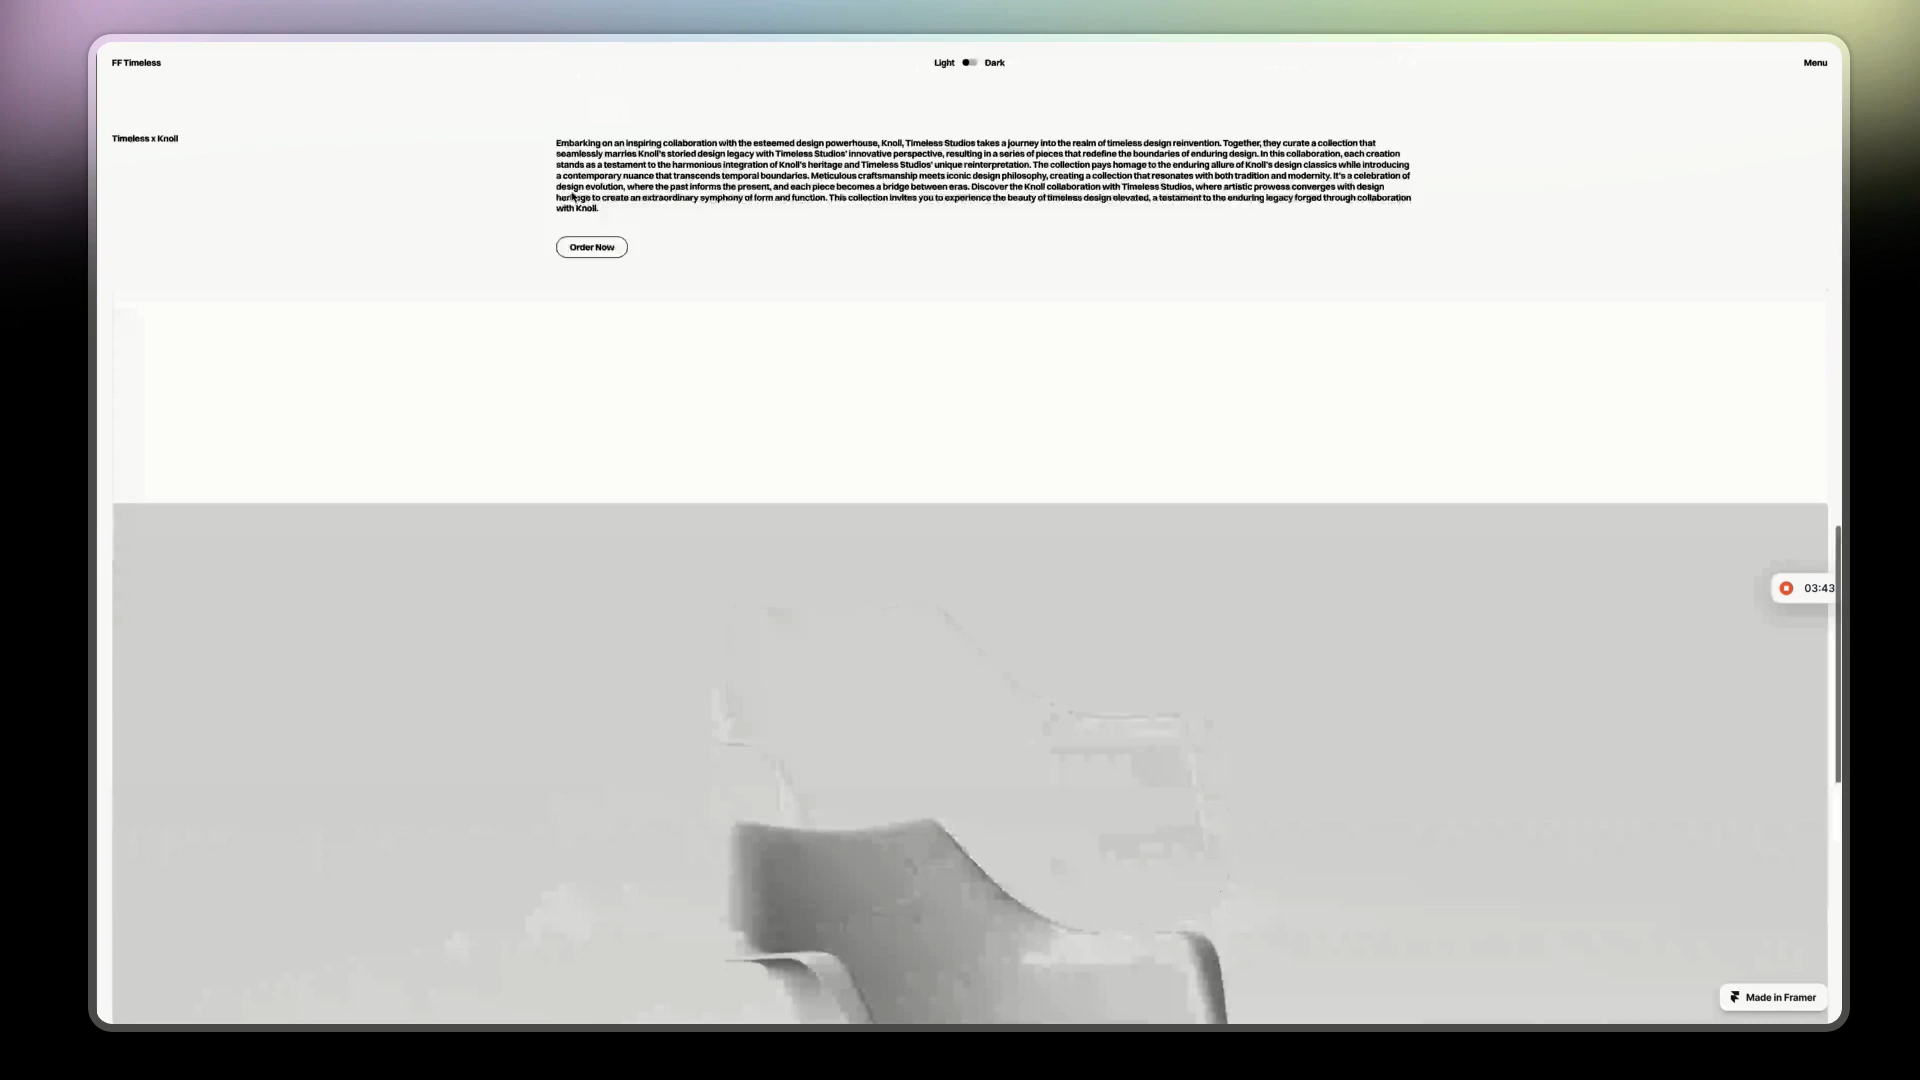 FF Timeless
Light Dark
Menu
Timeless x Knoll
Embarking on an inspiring collaboration with the esteemed design powerhouse, Knoll, Timeless Studios takes a journey into the realm of timeless design reinvention. Together, they curate a collection that
seamlessly marries Knoll's storied design legacy with Timeless Studios' innovative perspective, resulting in a series of pieces that redefine the boundaries of enduring design. In this collaboration, each creation
stands as a testament to the harmonious integration of Knoll's heritage and Timeless Studios' unique reinterpretation. The collection pays homage to the enduring allure of Knoll's design classics while introducing
a contemporary nuance that transcends temporal boundaries. Meticulous craftsmanship meets iconic design philosophy, creating a collection that resonates with both tradition and modernity. It's a celebration of
design evolution, where the past informs the present, and each piece becomes a bridge between eras. Discover the Knoll collaboration with Timeless Studios, where artistic prowess converges with design
heritage to create an extraordinary symphony of form and function. This collection invites you to experience the beauty of timeless design elevated, a testament to the enduring legacy forged through collaboration
with Knoll.
Order Now
03:43
Made in Framer